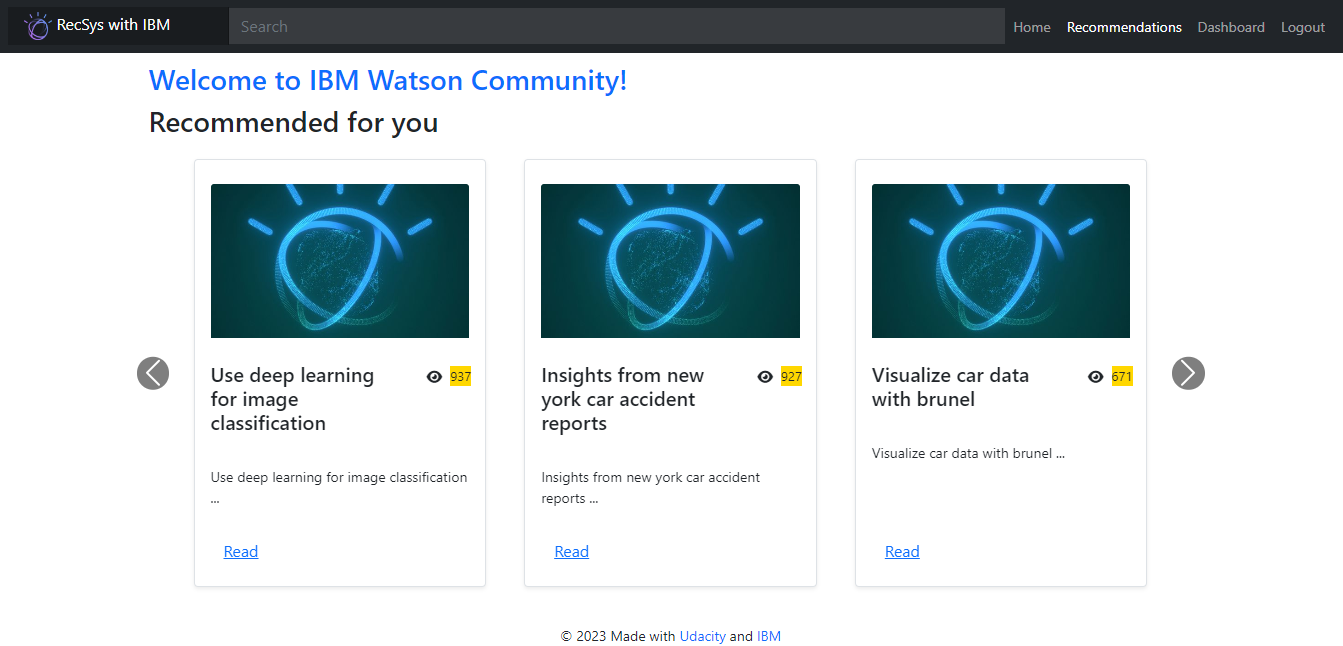 RecSys with IBM
Search
Home
Recommendations
Dashboard
Logout
Welcome to IBM Watson Community!
Recommended for you
Use deep learning
for image
classification
937
Use deep learning for image classification
...
Read
Insights from new
york car accident
reports
927
Insights from new york car accident
reports ...
Read
Visualize car data
with brunel
671
Visualize car data with brunel ...
Read
© 2023 Made with Udacity and IBM